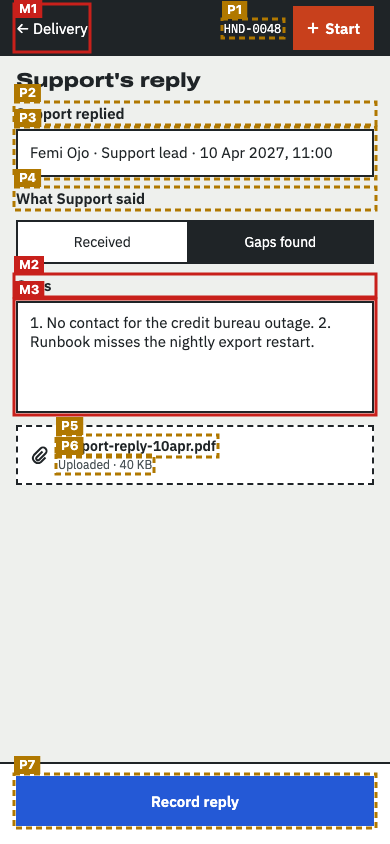 M1
← Delivery
P1
HND-0048
+ Start
Support's reply
P2
P3
port replied
Femi Ojo · Support lead · 10 Apr 2027, 11:00
P4
What Support said
Received
Gaps found
M2
M3
1. No contact for the credit bureau outage. 2.
Runbook misses the nightly export restart.
P5
P6
port-reply-10apr.pdf
Uploaded · 40 KB
P7
Record reply